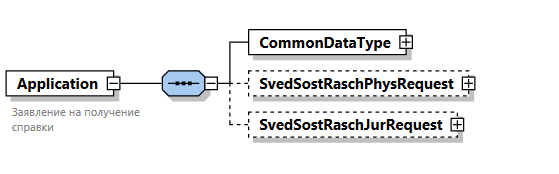 CommonDataType
Application
SvedSostRaschPhysRequest
Заявление на получение
справки
SvedSostRaschJurRequest